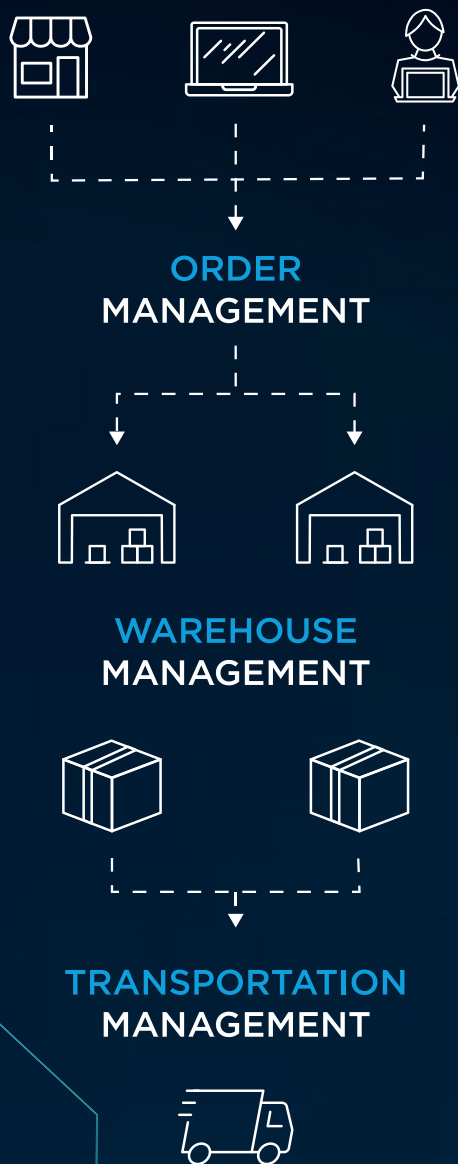 ORDER
MANAGEMENT
WAREHOUSE
MANAGEMENT
TRANSPORTATION
MANAGEMENT